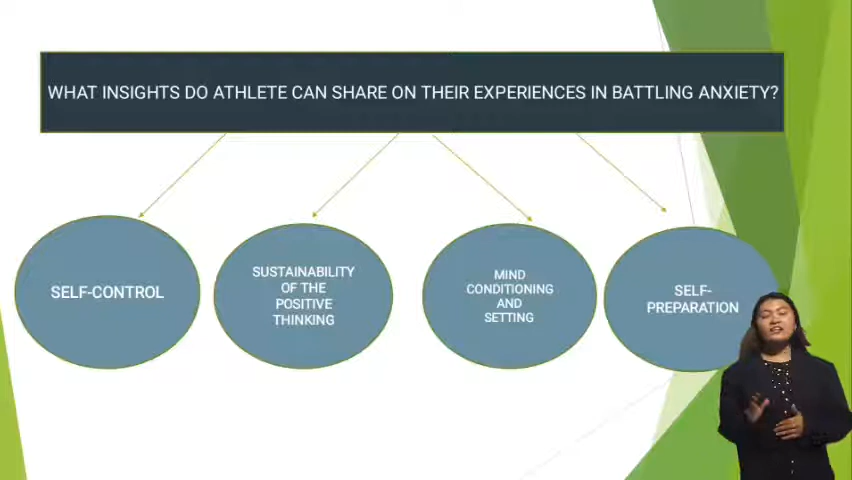 WHAT INSIGHTS DO ATHLETE CAN SHARE ON THEIR EXPERIENCES IN BATTLING ANXIETY?
SELF-CONTROL
SUSTAINABILITY
OF THE
POSITIVE
THINKING
MIND
CONDITIONING
AND
SETTING
SELF-
PREPARATION